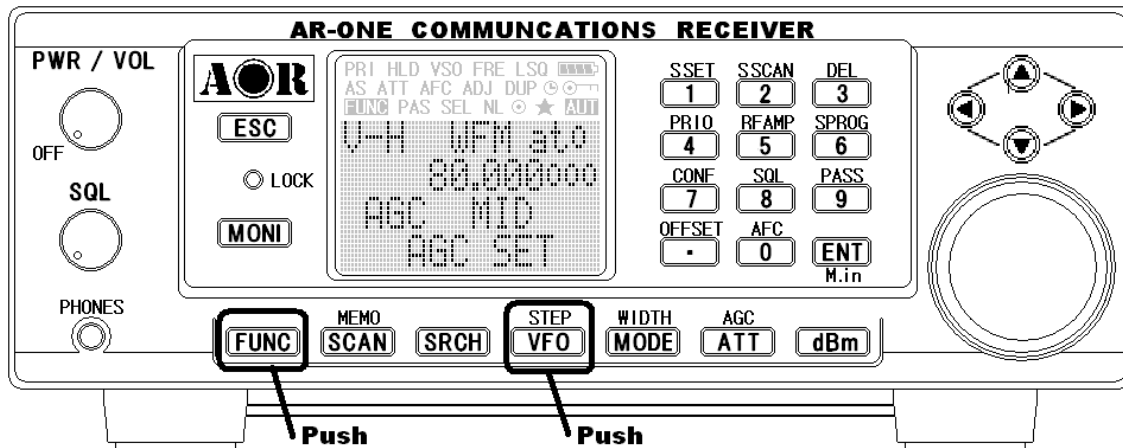 AR-ONE COMMUNCATIONS RECEIVER
PWR / VOL
OFF
SQL
PHONES
AOR
ESC
LOCK
MONI
PRI HLD VSO FRE LSQ
AS ATT AFC ADJ DUP
FUNC PAS SEL NL AUT
V-H WFM ato
80.000000
AGC MID
AGC SET
SSET SSCAN DEL
1 2 3
PRIO RFAMP SPROG
4 5 6
CONF SQL PASS
7 8 9
OFFSET AFC
. 0 ENT
M.in
MEMO STEP WIDTH AGC
FUNC SCAN SRCH VFO MODE ATT dBm
Push Push